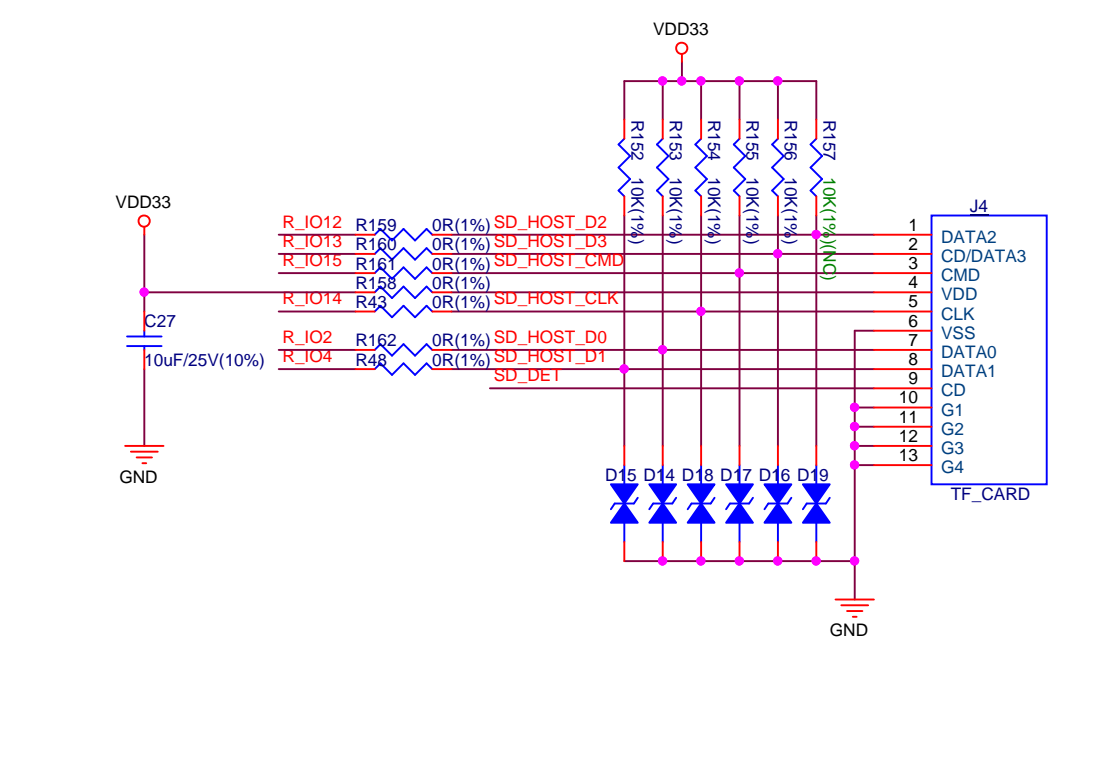 VDD33
R152 10K(1%)
R153 10K(1%)
R154 10K(1%)
R155 10K(1%)
R156 10K(1%)
R157 10K(1%)(NC)
VDD33
C27
10uF/25V(10%)
GND
R_IO12 R159 0R(1%) SD_HOST_D2
R_IO13 R160 0R(1%) SD_HOST_D3
R_IO15 R161 0R(1%) SD_HOST_CMD
R158 0R(1%)
R_IO14 R43 0R(1%) SD_HOST_CLK
R_IO2 R162 0R(1%) SD_HOST_D0
R_IO4 R48 0R(1%) SD_HOST_D1
SD_DET
J4
1 DATA2
2 CD/DATA3
3 CMD
4 VDD
5 CLK
6 VSS
7 DATA0
8 DATA1
9 CD
10 G1
11 G2
12 G3
13 G4
TF_CARD
D15 D14 D18 D17 D16 D19
GND